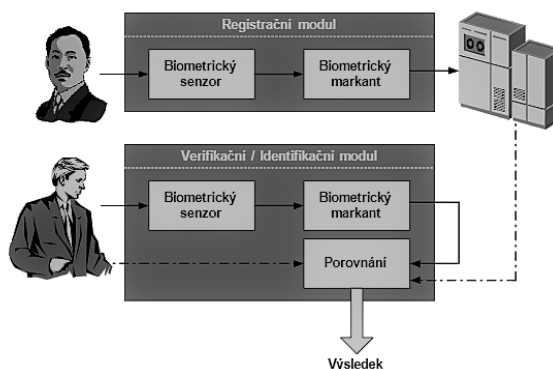 Registrační modul
Biometrický
senzor
Biometrický
markant
Verifikační / Identifikační modul
Biometrický
senzor
Biometrický
markant
Porovnání
Výsledek